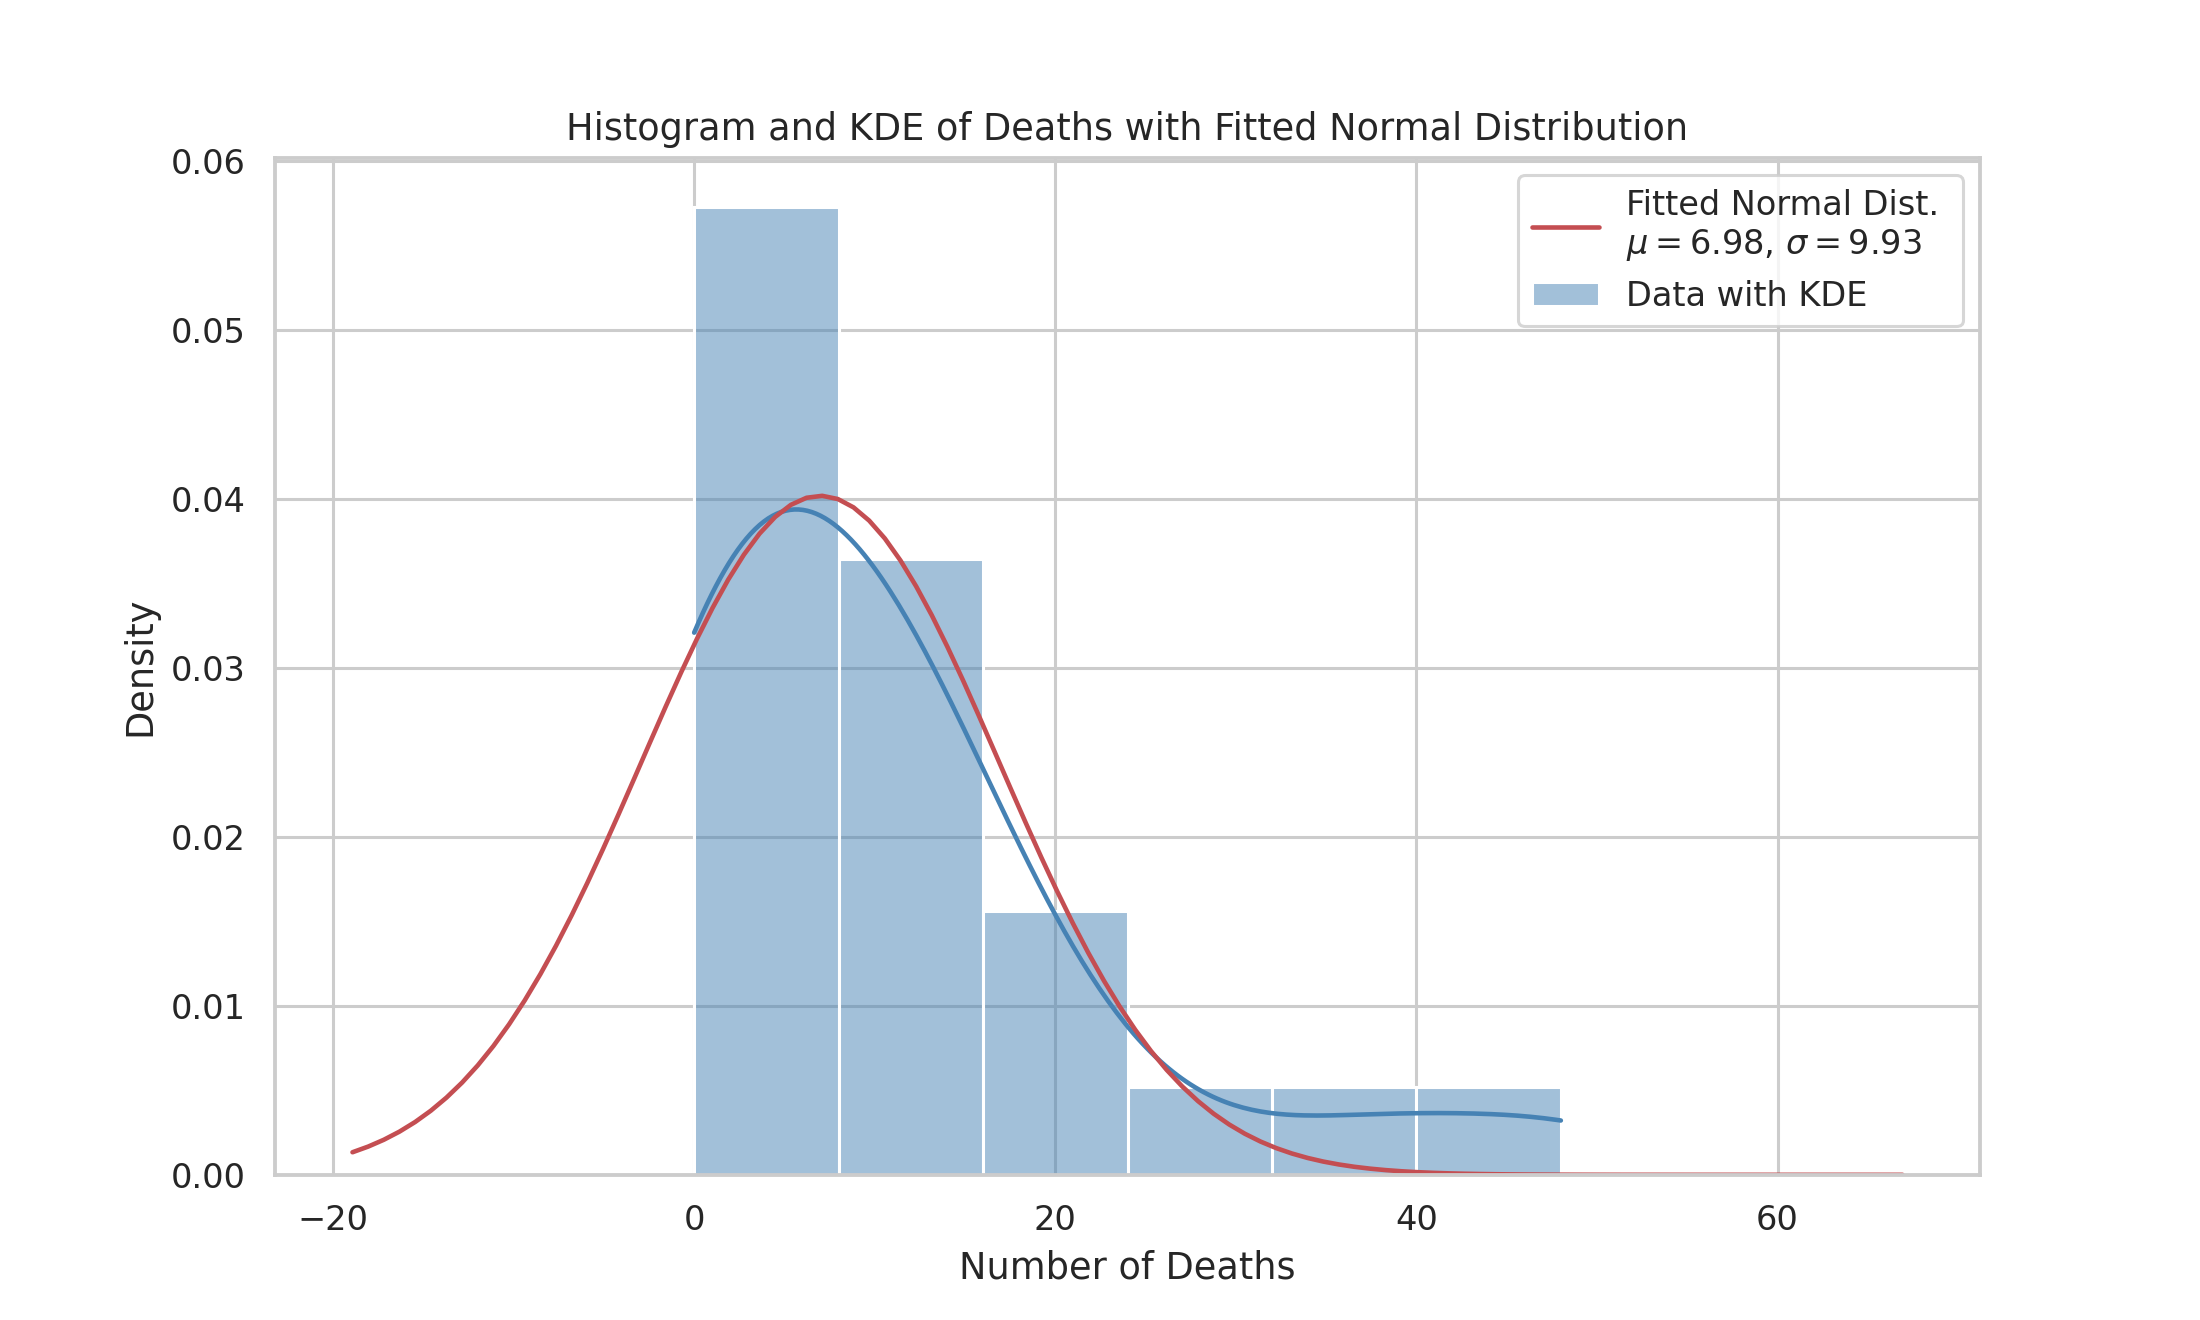 Histogram and KDE of Deaths with Fitted Normal Distribution
Fitted Normal Dist.
μ = 6.98, σ = 9.93
Data with KDE
0.06
0.05
0.04
0.03
0.02
0.01
0.00
Density
−20
0
20
40
60
Number of Deaths